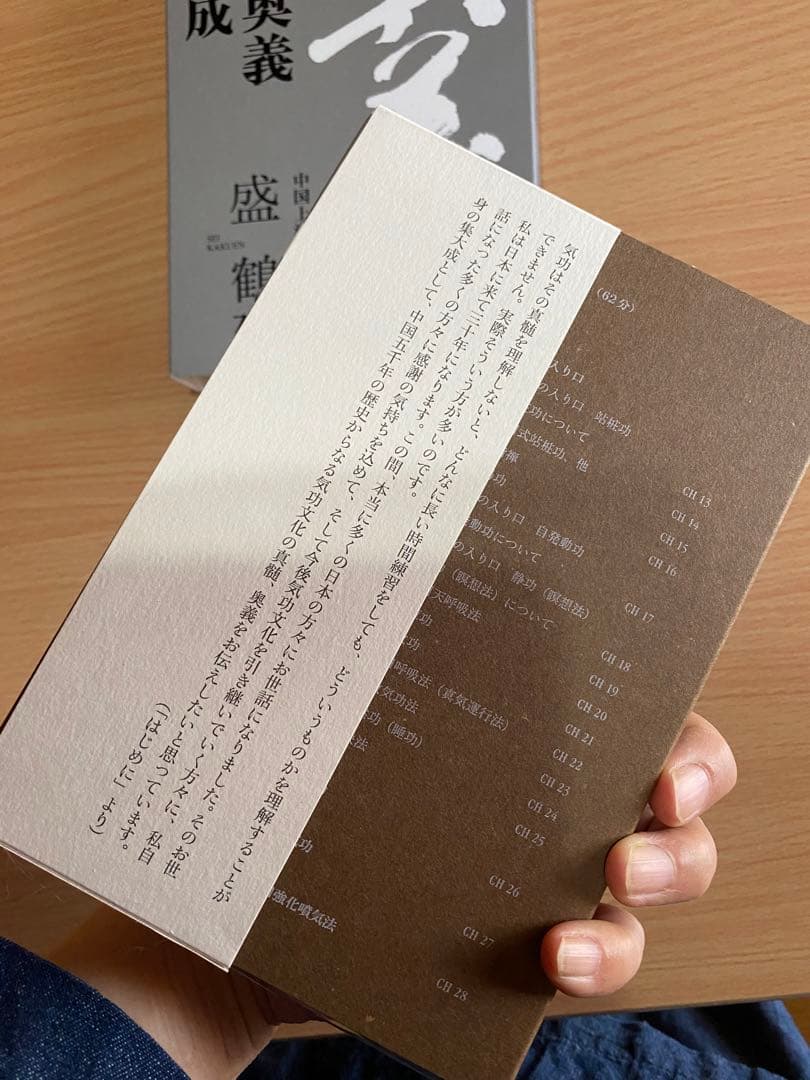 奥義
成
中国上
盛鶴
SEI
KAKUEN
気功はその真髄を理解しないと、どんなに長い時間練習をしても、どういうものかを理解することが
できません。実際そういう方が多いのです。
私は日本に来て三十年になります。この間、本当に多くの日本の方々にお世話になりました。そのお世
話になった多くの方々に感謝の気持ちを込めて、そして今後気功文化を引き継いでいく方々に、私自
身の集大成として、中国五千年の歴史からなる気功文化の真髄、奥義をお伝えしたいと思っています。
(「はじめに」より)
(62分)
入り口
の入り口 站桩功
功について
式站桩功、他
禅
功
の入り口 自発動功
動功について
の入り口 静功（瞑想法）
（瞑想法）について
天呼吸法
功
功
呼吸法（真気運行法）
気功法
功（睡功）
法
功
強化噴気法
CH 13
CH 14
CH 15
CH 16
CH 17
CH 18
CH 19
CH 20
CH 21
CH 22
CH 23
CH 24
CH 25
CH 26
CH 27
CH 28